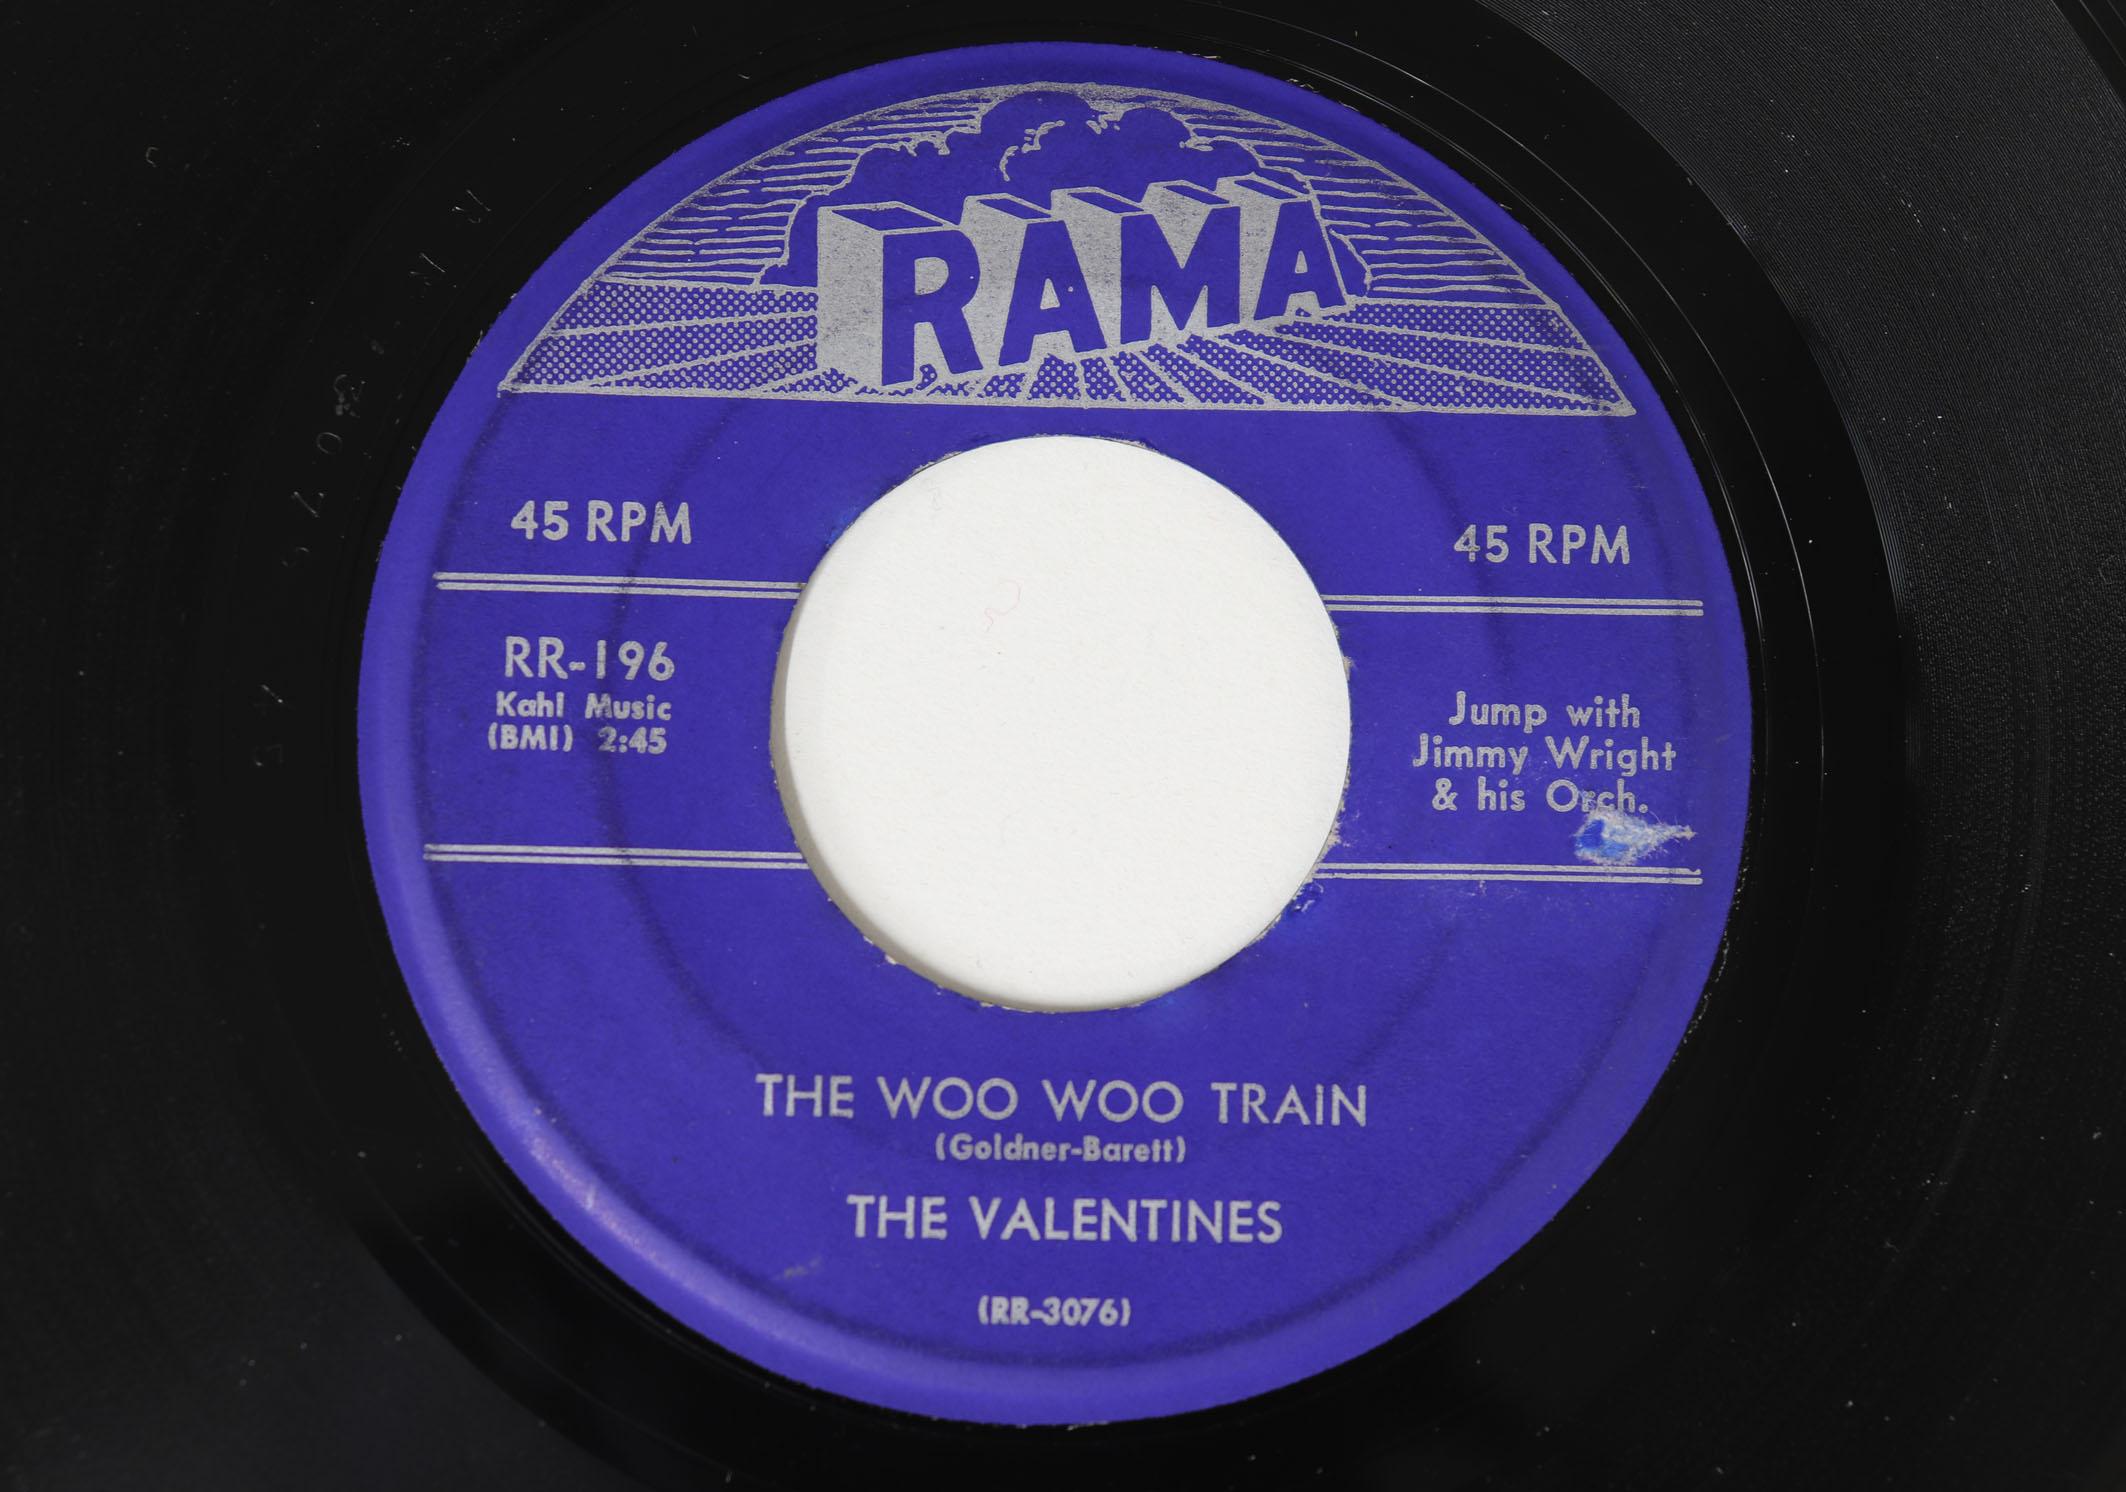 RAMA
45 RPM
45 RPM
RR-196
Kahl Music
(BMI) 2:45
Jump with
Jimmy Wright
& his Orch.
THE WOO WOO TRAIN
(Goldner-Barett)
THE VALENTINES
(RR-3076)